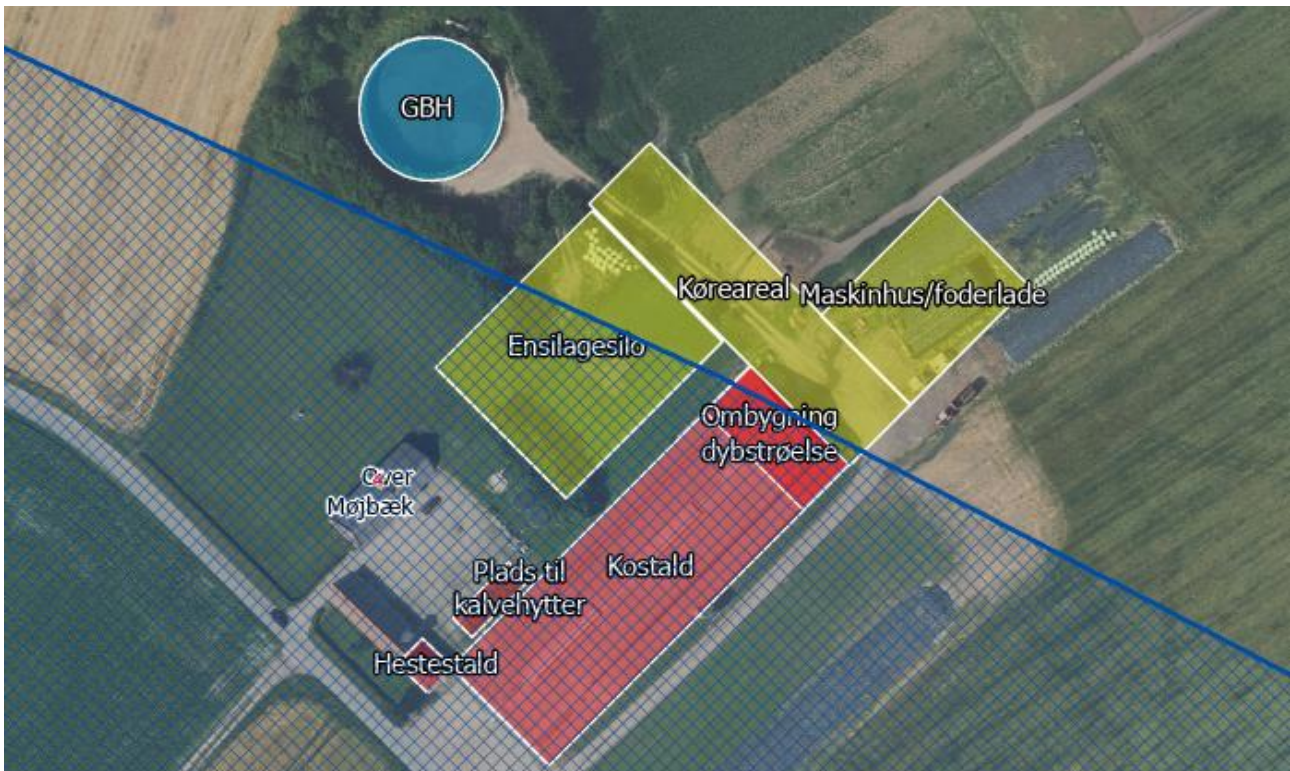 GBH
Køreareal
Maskinhus/foderlade
Ensilagesilo
Ombygning
dybstrøelse
Over
Møjbæk
Plads til
kalvehytter
Kostald
Hestestald